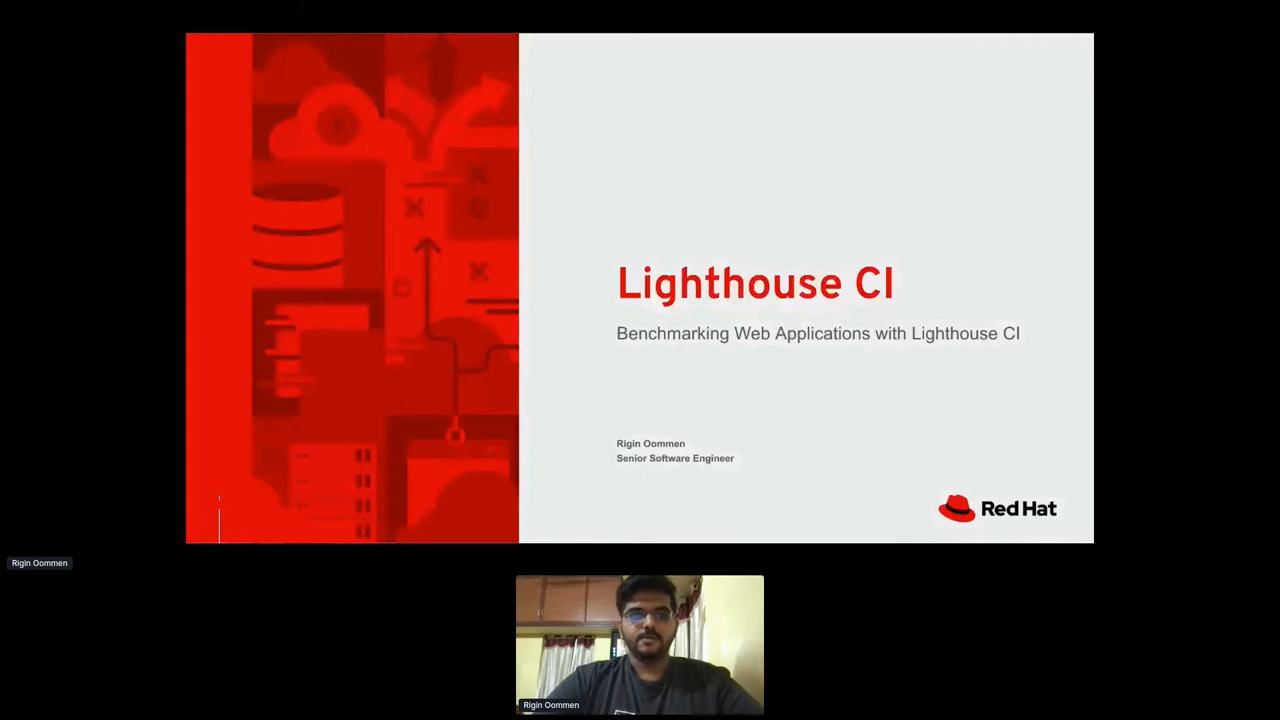 Lighthouse CI
Benchmarking Web Applications with Lighthouse CI
Rigin Oommen
Senior Software Engineer
Red Hat
Rigin Oommen
Rigin Oommen